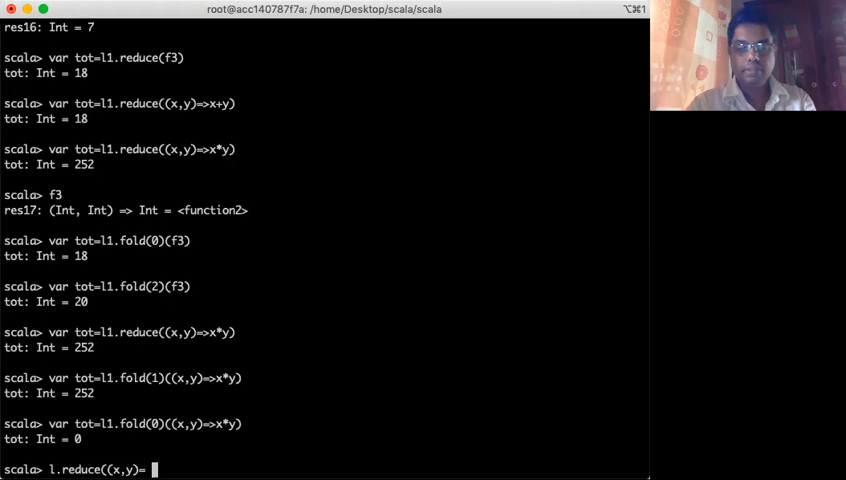 root@acc140787f7a: /home/Desktop/scala/scala
⌥⌘1
res16: Int = 7
scala> var tot=l1.reduce(f3)
tot: Int = 18
scala> var tot=l1.reduce((x,y)=>x+y)
tot: Int = 18
scala> var tot=l1.reduce((x,y)=>x*y)
tot: Int = 252
scala> f3
res17: (Int, Int) => Int = <function2>
scala> var tot=l1.fold(0)(f3)
tot: Int = 18
scala> var tot=l1.fold(2)(f3)
tot: Int = 20
scala> var tot=l1.reduce((x,y)=>x*y)
tot: Int = 252
scala> var tot=l1.fold(1)((x,y)=>x*y)
tot: Int = 252
scala> var tot=l1.fold(0)((x,y)=>x*y)
tot: Int = 0
scala> l.reduce((x,y)=